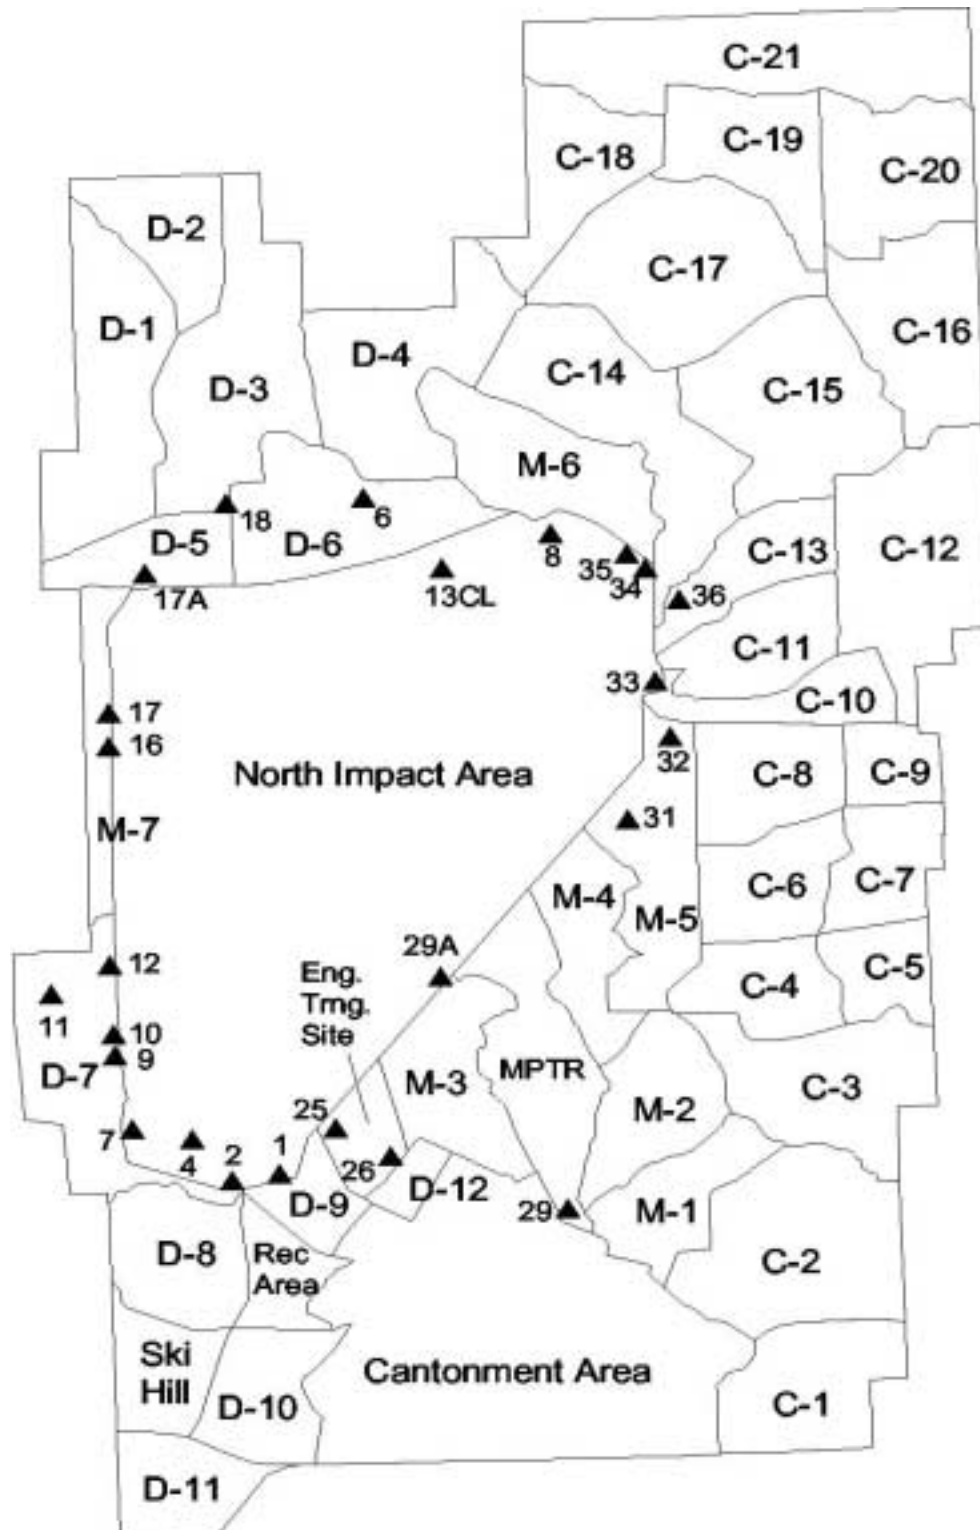 C-21
C-19
C-18
C-20
D-2
C-17
D-1
C-16
D-4
C-14
D-3
C-15
M-6
6
18
D-5
D-6
8
C-13
C-12
35
34
17A
13CL
36
C-11
33
C-10
17
16
32
North Impact Area
C-8
C-9
31
M-7
C-7
C-6
M-4
M-5
29A
12
Eng.
Trng.
Site
C-5
C-4
11
10
9
D-7
M-3
MPTR
C-3
M-2
25
7
4
2
1
26
D-12
D-9
29
M-1
D-8
Rec
Area
C-2
Ski
Hill
Cantonment Area
D-10
C-1
D-11